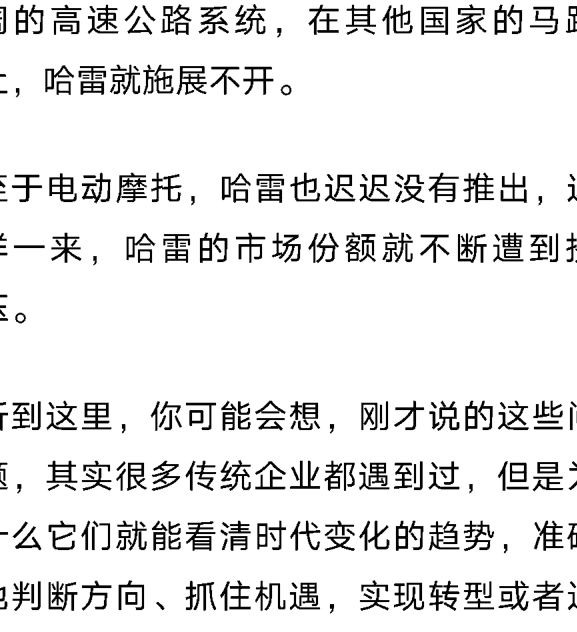 的高速公路系统，在其他国家的马路
上，哈雷就施展不开。
至于电动摩托，哈雷也迟迟没有推出，这
样一来，哈雷的市场份额就不断遭到挤
压。
听到这里，你可能会想，刚才说的这些问
题，其实很多传统企业都遇到过，但是为
什么它们就能看清时代变化的趋势，准确
地判断方向、抓住机遇，实现转型或者